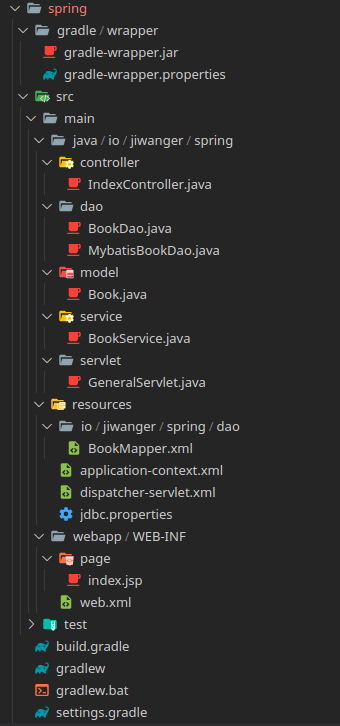 spring
gradle / wrapper
gradle-wrapper.jar
gradle-wrapper.properties
src
main
java / io / jiwanger / spring
controller
IndexController.java
dao
BookDao.java
MybatisBookDao.java
model
Book.java
service
BookService.java
servlet
GeneralServlet.java
resources
io / jiwanger / spring / dao
BookMapper.xml
application-context.xml
dispatcher-servlet.xml
jdbc.properties
webapp / WEB-INF
page
index.jsp
web.xml
test
build.gradle
gradlew
gradlew.bat
settings.gradle